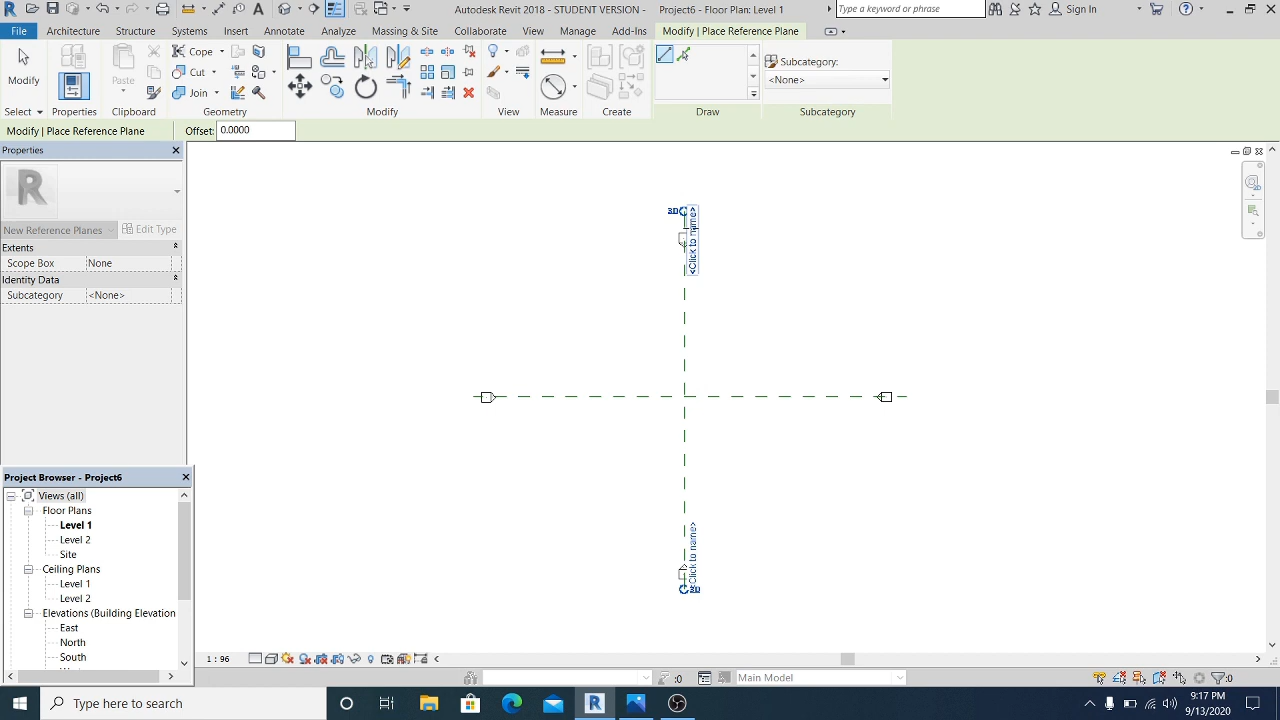 Autodesk Revit 2018 - STUDENT VERSION - Project6 - Floor Plan: Level 1
Type a keyword or phrase
Sign In
File Architecture Structure Systems Insert Annotate Analyze Massing & Site Collaborate View Manage Add-Ins Modify | Place Reference Plane
Modify
Paste
Cope
Cut
Join
Subcategory:
<None>
Select Properties Clipboard Geometry Modify View Measure Create Draw Subcategory
Modify | Place Reference Plane Offset: 0.0000
Properties
R
New Reference Planes Edit Type
Extents
Scope Box None
Identity Data
Subcategory <None>
3D
<Click to name>
<Click to name>
3D
Project Browser - Project6
Views (all)
Floor Plans
Level 1
Level 2
Site
Ceiling Plans
Level 1
Level 2
Elevations (Building Elevation
East
North
South
1 : 96
:0 Main Model :0
Type here to search
9:17 PM
9/13/2020